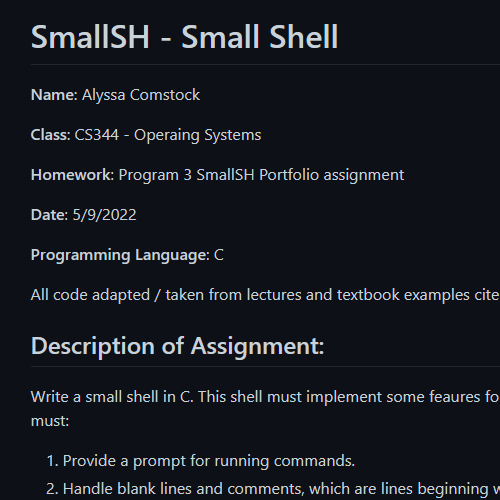 SmallSH - Small Shell
Name: Alyssa Comstock
Class: CS344 - Operaing Systems
Homework: Program 3 SmallSH Portfolio assignment
Date: 5/9/2022
Programming Language: C
All code adapted / taken from lectures and textbook examples cite
Description of Assignment:
Write a small shell in C. This shell must implement some feaures fo
must:
1. Provide a prompt for running commands.
2. Handle blank lines and comments, which are lines beginning w